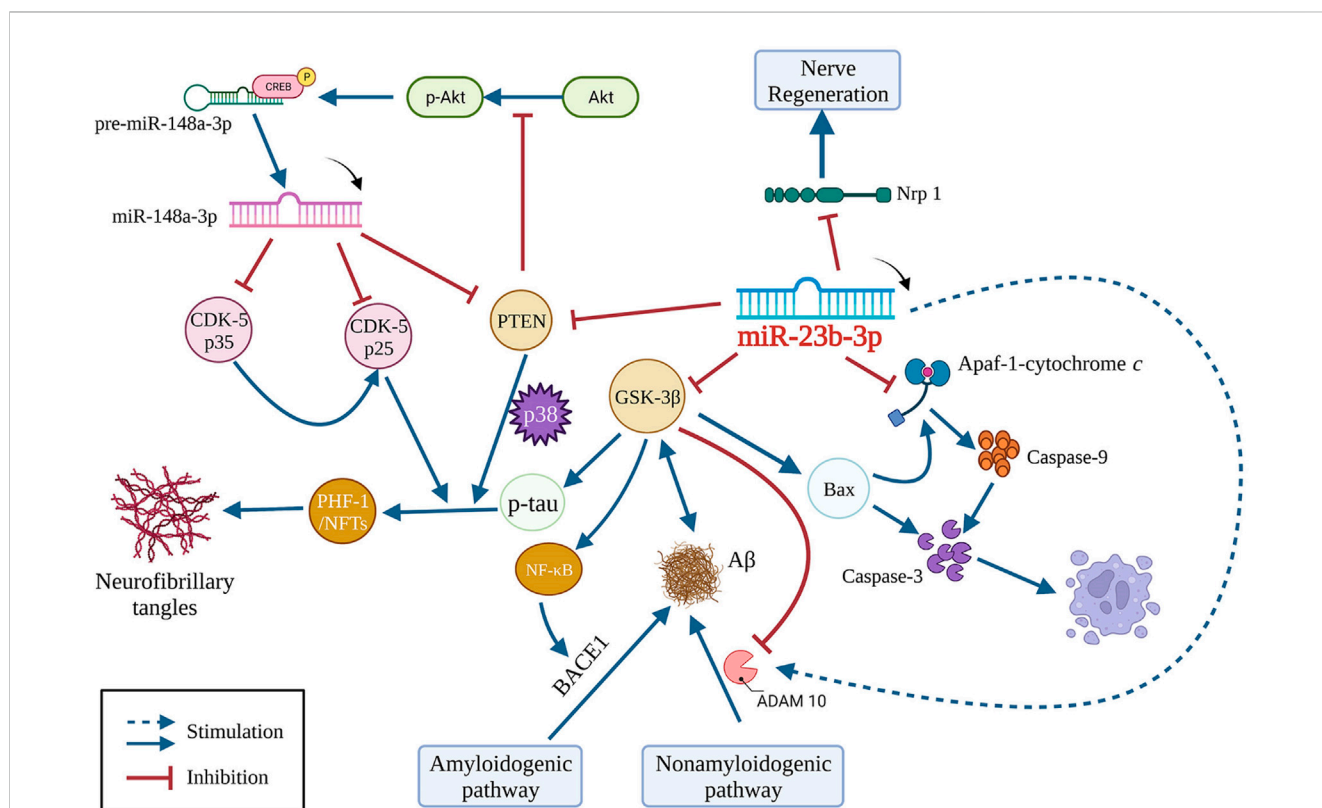 P
CREB
pre-miR-148a-3p
p-Akt
Akt
Nerve
Regeneration
Nrp 1
miR-148a-3p
CDK-5
p35
CDK-5
p25
PTEN
miR-23b-3p
Apaf-1-cytochrome c
GSK-3β
p38
Caspase-9
Bax
p-tau
PHF-1
/NFTs
Neurofibrillary
tangles
NF-κB
Aβ
Caspase-3
BACE1
ADAM 10
Stimulation
Inhibition
Amyloidogenic
pathway
Nonamyloidogenic
pathway